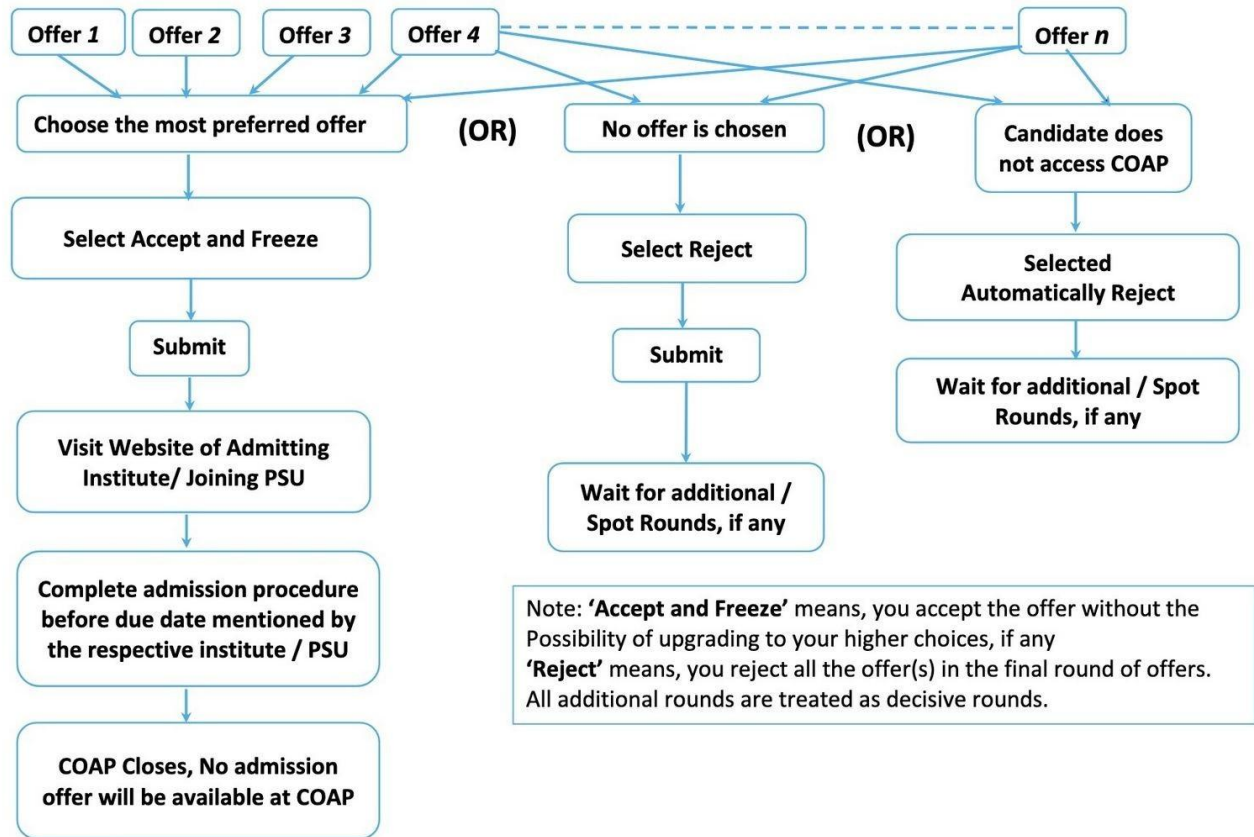 Offer 1
Offer 2
Offer 3
Offer 4
Offer n
Choose the most preferred offer
(OR)
No offer is chosen
(OR)
Candidate does
not access COAP
Select Accept and Freeze
Select Reject
Selected
Automatically Reject
Submit
Submit
Wait for additional / Spot
Rounds, if any
Visit Website of Admitting
Institute/ Joining PSU
Wait for additional /
Spot Rounds, if any
Complete admission procedure
before due date mentioned by
the respective institute / PSU
Note: ‘Accept and Freeze’ means, you accept the offer without the
Possibility of upgrading to your higher choices, if any
‘Reject’ means, you reject all the offer(s) in the final round of offers.
All additional rounds are treated as decisive rounds.
COAP Closes, No admission
offer will be available at COAP